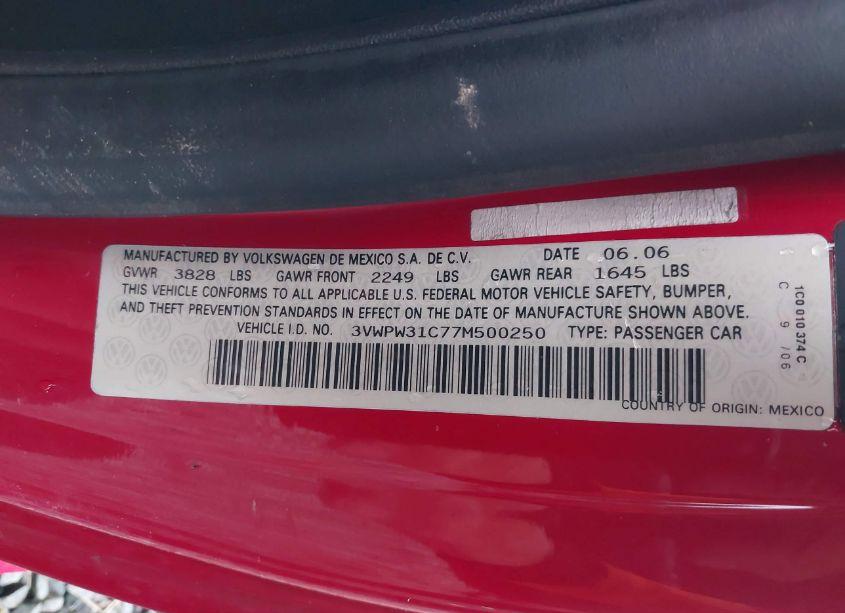 MANUFACTURED BY VOLKSWAGEN DE MEXICO S.A. DE C.V. DATE 06.06
GVWR 3828 LBS GAWR FRONT 2249 LBS GAWR REAR 1645 LBS
THIS VEHICLE CONFORMS TO ALL APPLICABLE U.S. FEDERAL MOTOR VEHICLE SAFETY, BUMPER,
AND THEFT PREVENTION STANDARDS IN EFFECT ON THE DATE OF MANUFACTURE SHOWN ABOVE.
VEHICLE I.D. NO. 3VWPW31C77M500250 TYPE: PASSENGER CAR
COUNTRY OF ORIGIN: MEXICO
1C0 010 374 C
C 9 /06